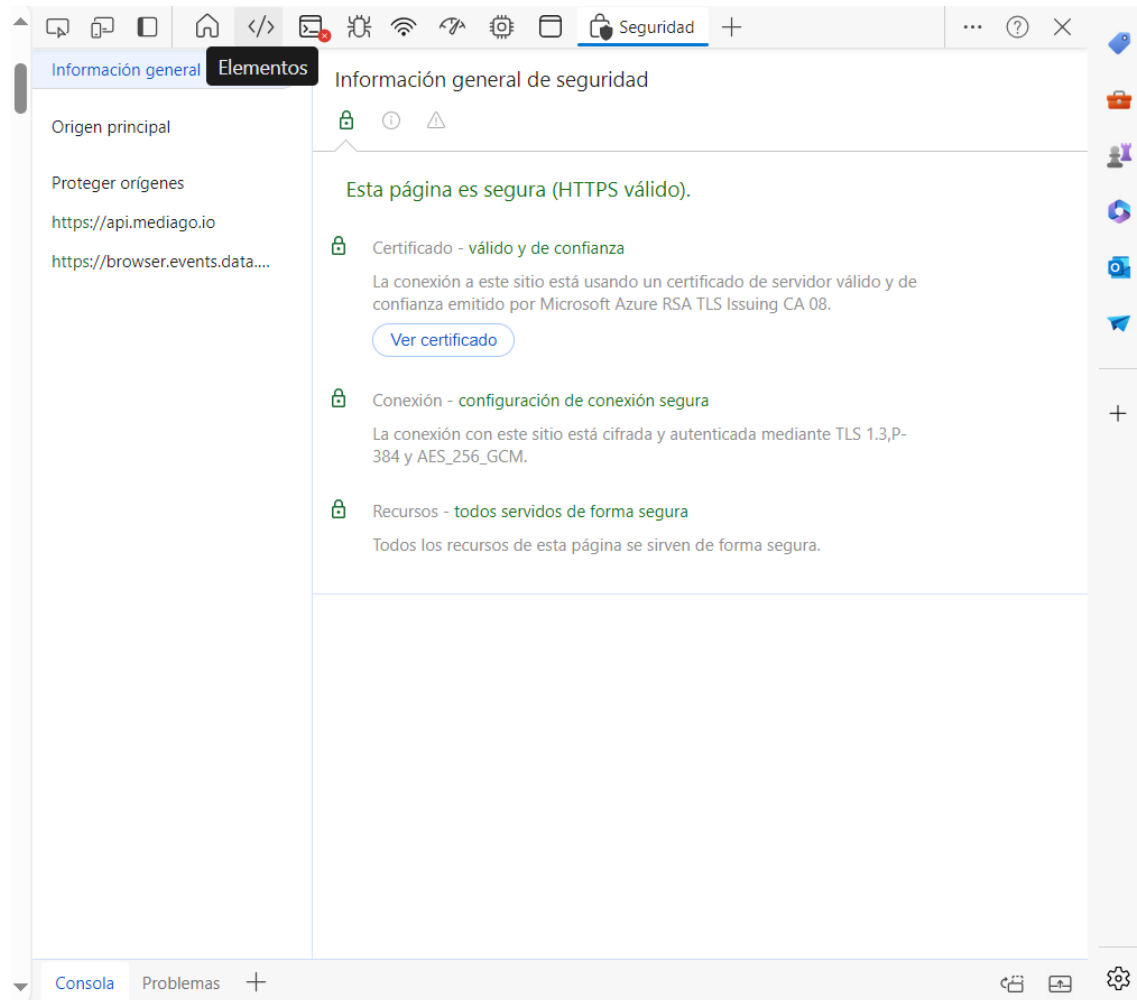 Seguridad
Información general
Elementos
Información general de seguridad
Origen principal
Proteger orígenes
https://api.mediago.io
https://browser.events.data....
Esta página es segura (HTTPS válido).
Certificado - válido y de confianza
La conexión a este sitio está usando un certificado de servidor válido y de
confianza emitido por Microsoft Azure RSA TLS Issuing CA 08.
Ver certificado
Conexión - configuración de conexión segura
La conexión con este sitio está cifrada y autenticada mediante TLS 1.3,P-
384 y AES_256_GCM.
Recursos - todos servidos de forma segura
Todos los recursos de esta página se sirven de forma segura.
Consola Problemas